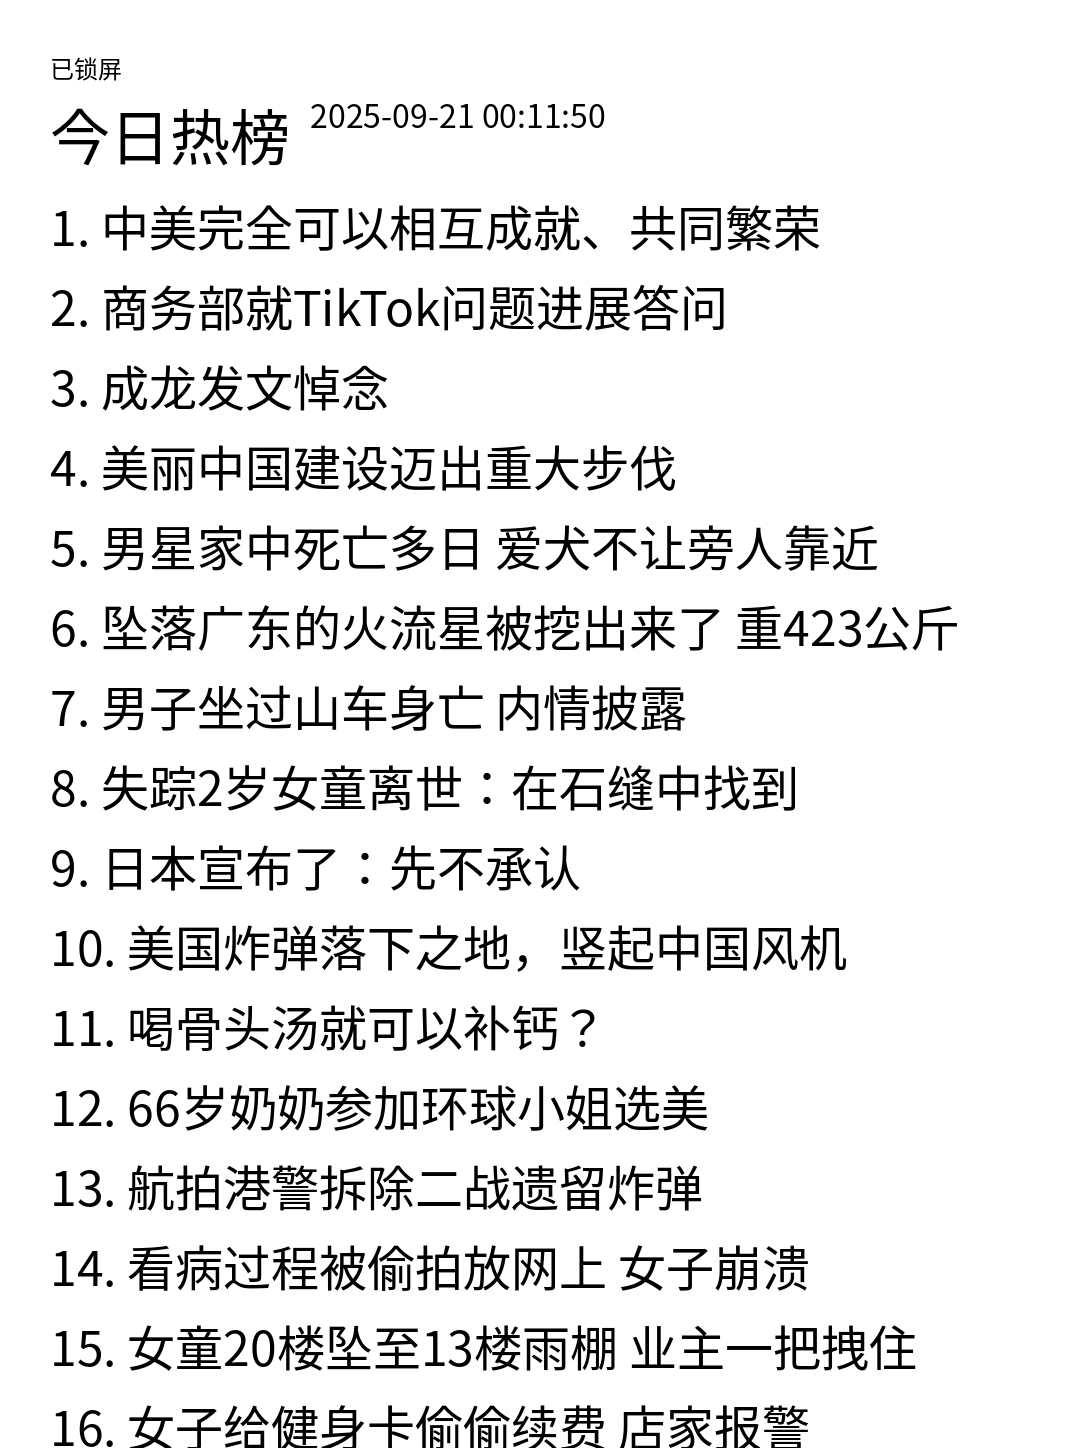 已锁屏
今日热榜 2025-09-21 00:11:50
1. 中美完全可以相互成就、共同繁荣
2. 商务部就TikTok问题进展答问
3. 成龙发文悼念
4. 美丽中国建设迈出重大步伐
5. 男星家中死亡多日 爱犬不让旁人靠近
6. 坠落广东的火流星被挖出来了 重423公斤
7. 男子坐过山车身亡 内情披露
8. 失踪2岁女童离世：在石缝中找到
9. 日本宣布了：先不承认
10. 美国炸弹落下之地，竖起中国风机
11. 喝骨头汤就可以补钙？
12. 66岁奶奶参加环球小姐选美
13. 航拍港警拆除二战遗留炸弹
14. 看病过程被偷拍放网上 女子崩溃
15. 女童20楼坠至13楼雨棚 业主一把拽住
16. 女子给健身卡偷偷续费 店家报警